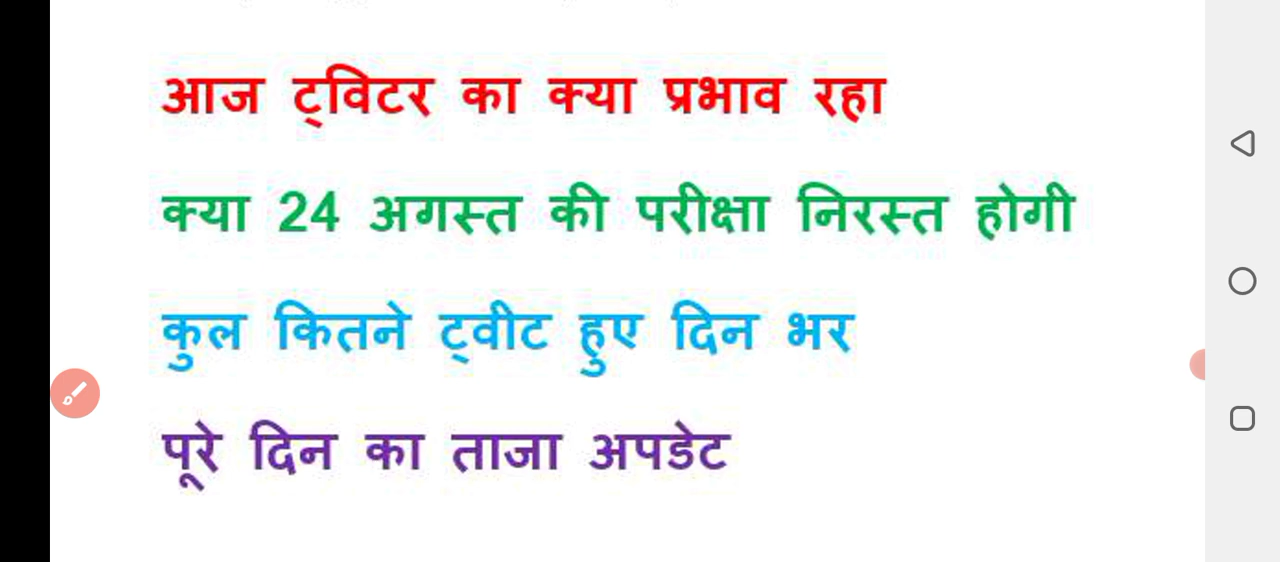 आज ट्विटर का क्या प्रभाव रहा
क्या 24 अगस्त की परीक्षा निरस्त होगी
कुल कितने ट्वीट हुए दिन भर
पूरे दिन का ताजा अपडेट